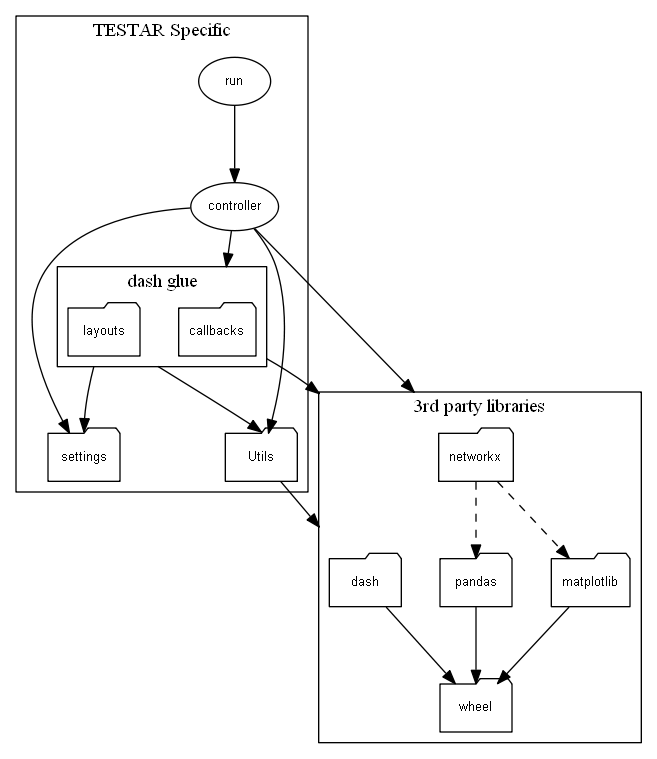 TESTAR Specific
run
controller
dash glue
layouts
callbacks
settings
Utils
3rd party libraries
networkx
dash
pandas
matplotlib
wheel